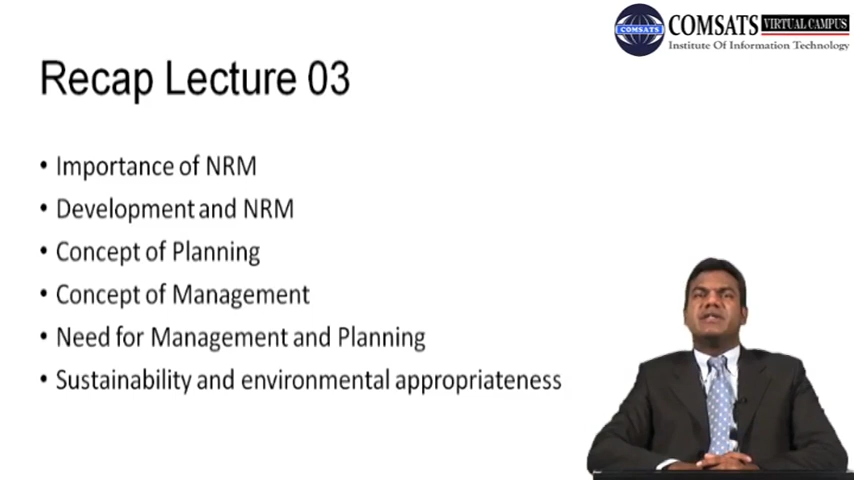 COMSATS VIRTUAL CAMPUS
COMSATS
Institute Of Information Technology
Recap Lecture 03
• Importance of NRM
• Development and NRM
• Concept of Planning
• Concept of Management
• Need for Management and Planning
• Sustainability and environmental appropriateness